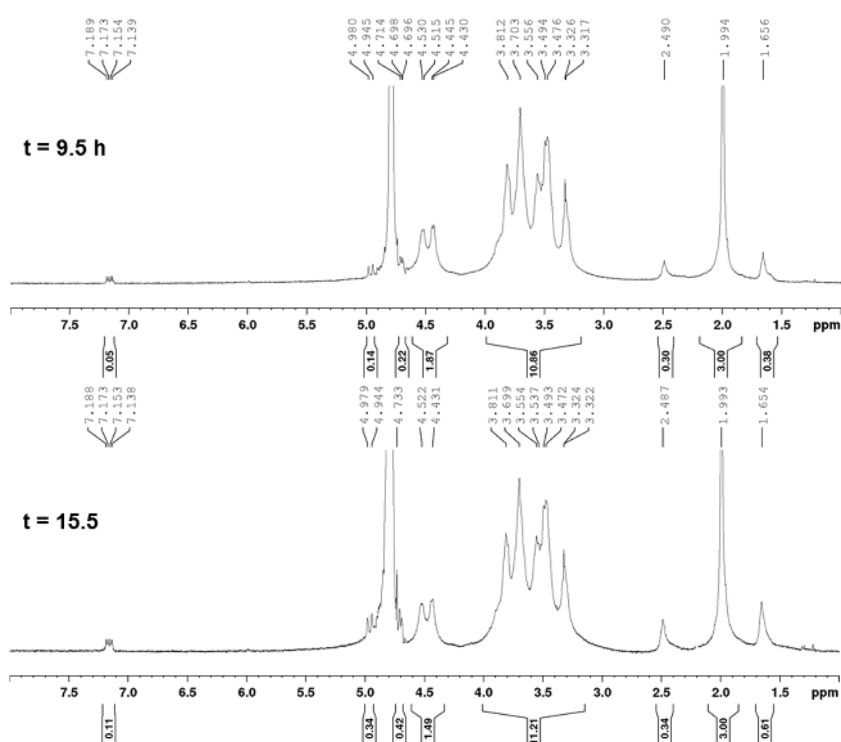 7.189 7.173 7.154 7.139 4.980 4.945 4.714 4.698 4.696 4.530 4.515 4.445 4.430 3.812 3.703 3.556 3.494 3.476 3.326 3.317 2.490 1.994 1.656
t = 9.5 h
7.5 7.0 6.5 6.0 5.5 5.0 4.5 4.0 3.5 3.0 2.5 2.0 1.5 ppm
0.05 0.14 0.22 1.87 10.86 0.30 3.00 0.38
7.188 7.173 7.153 7.138 4.979 4.944 4.733 4.522 4.431 3.811 3.699 3.554 3.537 3.493 3.472 3.324 3.322 2.487 1.993 1.654
t = 15.5
7.5 7.0 6.5 6.0 5.5 5.0 4.5 4.0 3.5 3.0 2.5 2.0 1.5 ppm
0.11 0.34 0.42 1.49 11.21 0.34 3.00 0.61